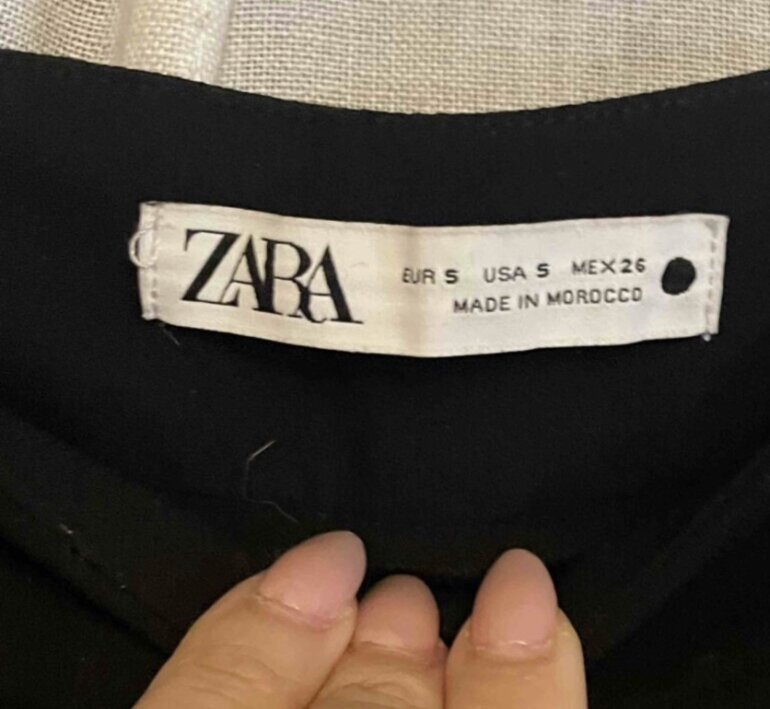 ZARA
EUR S USA S MEX 26
MADE IN MOROCCO